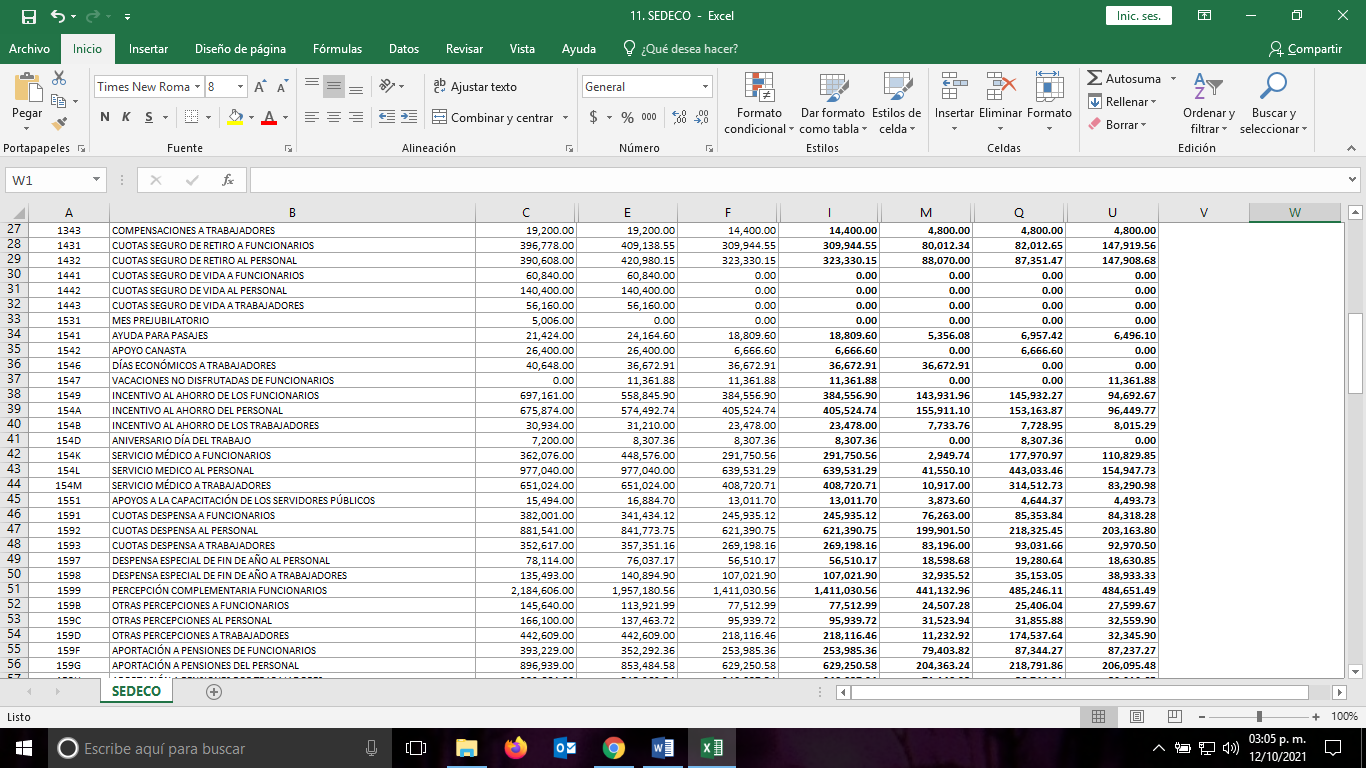 11. SEDECO - Excel
Inic. ses.
Archivo Inicio Insertar Diseño de página Fórmulas Datos Revisar Vista Ayuda ¿Qué desea hacer? Compartir
Pegar
Times New Roma 8
N K S
Ajustar texto
Combinar y centrar
General
$ % 000
Formato condicional
Dar formato como tabla
Estilos de celda
Insertar Eliminar Formato
Autosuma
Rellenar
Borrar
Ordenar y filtrar
Buscar y seleccionar
Portapapeles Fuente Alineación Número Estilos Celdas Edición
W1 fx
A B C E F I M Q U V W
27 1343 COMPENSACIONES A TRABAJADORES 19,200.00 19,200.00 14,400.00 14,400.00 4,800.00 4,800.00 4,800.00
28 1431 CUOTAS SEGURO DE RETIRO A FUNCIONARIOS 396,778.00 409,138.55 309,944.55 309,944.55 80,012.34 82,012.65 147,919.56
29 1432 CUOTAS SEGURO DE RETIRO AL PERSONAL 390,608.00 420,980.15 323,330.15 323,330.15 88,070.00 87,351.47 147,908.68
30 1441 CUOTAS SEGURO DE VIDA A FUNCIONARIOS 60,840.00 60,840.00 0.00 0.00 0.00 0.00 0.00
31 1442 CUOTAS SEGURO DE VIDA AL PERSONAL 140,400.00 140,400.00 0.00 0.00 0.00 0.00 0.00
32 1443 CUOTAS SEGURO DE VIDA A TRABAJADORES 56,160.00 56,160.00 0.00 0.00 0.00 0.00 0.00
33 1531 MES PREJUBILATORIO 5,006.00 0.00 0.00 0.00 0.00 0.00 0.00
34 1541 AYUDA PARA PASAJES 21,424.00 24,164.60 18,809.60 18,809.60 5,356.08 6,957.42 6,496.10
35 1542 APOYO CANASTA 26,400.00 26,400.00 6,666.60 6,666.60 0.00 6,666.60 0.00
36 1546 DÍAS ECONÓMICOS A TRABAJADORES 40,648.00 36,672.91 36,672.91 36,672.91 36,672.91 0.00 0.00
37 1547 VACACIONES NO DISFRUTADAS DE FUNCIONARIOS 0.00 11,361.88 11,361.88 11,361.88 0.00 0.00 11,361.88
38 1549 INCENTIVO AL AHORRO DE LOS FUNCIONARIOS 697,161.00 558,845.90 384,556.90 384,556.90 143,931.96 145,932.27 94,692.67
39 154A INCENTIVO AL AHORRO DEL PERSONAL 675,874.00 574,492.74 405,524.74 405,524.74 155,911.10 153,163.87 96,449.77
40 154B INCENTIVO AL AHORRO DE LOS TRABAJADORES 30,934.00 31,210.00 23,478.00 23,478.00 7,733.76 7,728.95 8,015.29
41 154D ANIVERSARIO DÍA DEL TRABAJO 7,200.00 8,307.36 8,307.36 8,307.36 0.00 8,307.36 0.00
42 154K SERVICIO MÉDICO A FUNCIONARIOS 362,076.00 448,576.00 291,750.56 291,750.56 2,949.74 177,970.97 110,829.85
43 154L SERVICIO MEDICO AL PERSONAL 977,040.00 977,040.00 639,531.29 639,531.29 41,550.10 443,033.46 154,947.73
44 154M SERVICIO MÉDICO A TRABAJADORES 651,024.00 651,024.00 408,720.71 408,720.71 10,917.00 314,512.73 83,290.98
45 1551 APOYOS A LA CAPACITACIÓN DE LOS SERVIDORES PÚBLICOS 15,494.00 16,884.70 13,011.70 13,011.70 3,873.60 4,644.37 4,493.73
46 1591 CUOTAS DESPENSA A FUNCIONARIOS 382,001.00 341,434.12 245,935.12 245,935.12 76,263.00 85,353.84 84,318.28
47 1592 CUOTAS DESPENSA AL PERSONAL 881,541.00 841,773.75 621,390.75 621,390.75 199,901.50 218,325.45 203,163.80
48 1593 CUOTAS DESPENSA A TRABAJADORES 352,617.00 357,351.16 269,198.16 269,198.16 83,196.00 93,031.66 92,970.50
49 1597 DESPENSA ESPECIAL DE FIN DE AÑO AL PERSONAL 78,114.00 76,037.17 56,510.17 56,510.17 18,598.68 19,280.64 18,630.85
50 1598 DESPENSA ESPECIAL DE FIN DE AÑO A TRABAJADORES 135,493.00 140,894.90 107,021.90 107,021.90 32,935.52 35,153.05 38,933.33
51 1599 PERCEPCIÓN COMPLEMENTARIA FUNCIONARIOS 2,184,606.00 1,957,180.56 1,411,030.56 1,411,030.56 441,132.96 485,246.11 484,651.49
52 159B OTRAS PERCEPCIONES A FUNCIONARIOS 145,640.00 113,921.99 77,512.99 77,512.99 24,507.28 25,406.04 27,599.67
53 159C OTRAS PERCEPCIONES AL PERSONAL 166,100.00 137,463.72 95,939.72 95,939.72 31,523.94 31,855.88 32,559.90
54 159D OTRAS PERCEPCIONES A TRABAJADORES 442,609.00 442,609.00 218,116.46 218,116.46 11,232.92 174,537.64 32,345.90
55 159F APORTACIÓN A PENSIONES DE FUNCIONARIOS 393,229.00 352,292.36 253,985.36 253,985.36 79,403.82 87,344.27 87,237.27
56 159G APORTACIÓN A PENSIONES DEL PERSONAL 896,939.00 853,484.58 629,250.58 629,250.58 204,363.24 218,791.86 206,095.48
SEDECO
Listo 100%
Escribe aquí para buscar
03:05 p. m.
12/10/2021